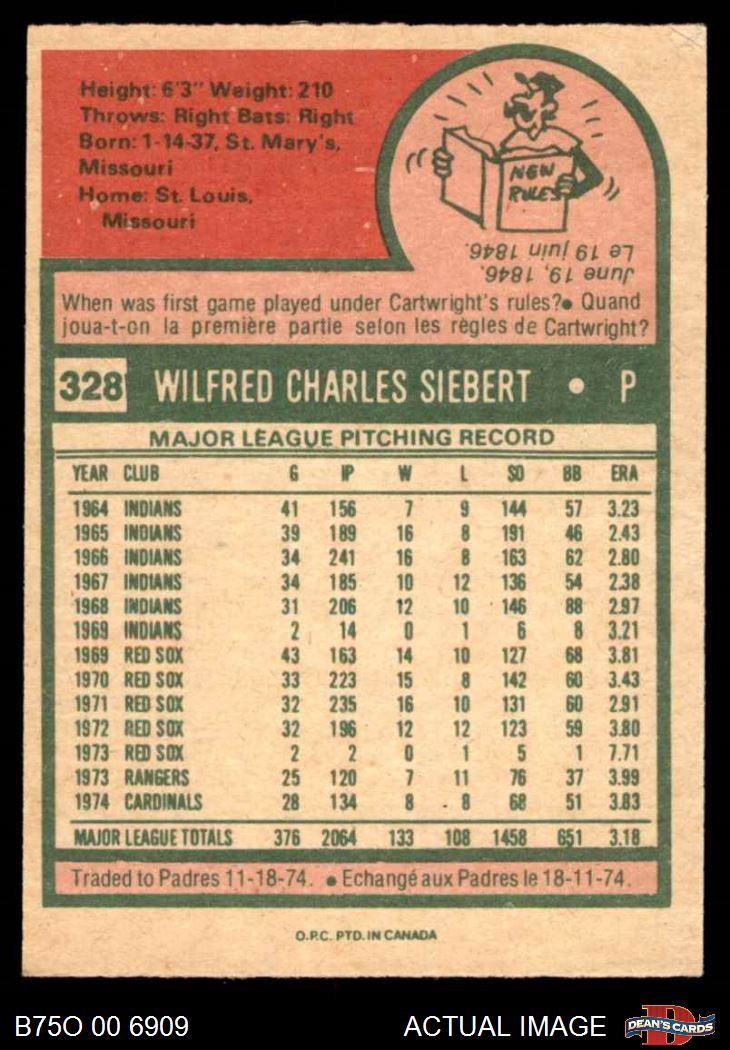 Height: 6'3" Weight: 210
Throws: Right Bats: Right
Born: 1-14-37, St. Mary's,
Missouri
Home: St. Louis,
Missouri
NEW
RULES
June 19, 1846.
Le 19 juin 1846.
When was first game played under Cartwright's rules?● Quand
joua-t-on la première partie selon les règles de Cartwright?
328 WILFRED CHARLES SIEBERT • P
MAJOR LEAGUE PITCHING RECORD
YEAR CLUB G IP W L SO BB ERA
1964 INDIANS 41 156 7 9 144 57 3.23
1965 INDIANS 39 189 16 8 191 46 2.43
1966 INDIANS 34 241 16 8 163 62 2.80
1967 INDIANS 34 185 10 12 136 54 2.38
1968 INDIANS 31 206 12 10 146 88 2.97
1969 INDIANS 2 14 0 1 6 8 3.21
1969 RED SOX 43 163 14 10 127 68 3.81
1970 RED SOX 33 223 15 8 142 60 3.43
1971 RED SOX 32 235 16 10 131 60 2.91
1972 RED SOX 32 196 12 12 123 59 3.80
1973 RED SOX 2 2 0 1 5 1 7.71
1973 RANGERS 25 120 7 11 76 37 3.99
1974 CARDINALS 28 134 8 8 68 51 3.83
MAJOR LEAGUE TOTALS 376 2064 133 108 1458 651 3.18
Traded to Padres 11-18-74. ● Echangé aux Padres le 18-11-74.
O.P.C. PTD. IN CANADA
B75O 00 6909 ACTUAL IMAGE D DEAN'S CARDS